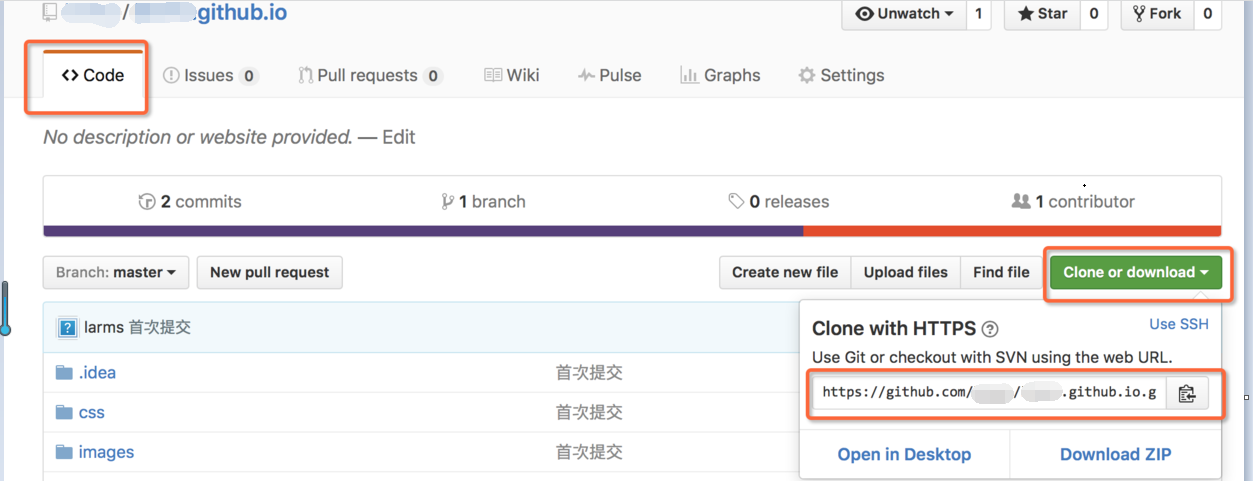 / github.io
Unwatch 1 Star 0 Fork 0
<> Code Issues 0 Pull requests 0 Wiki Pulse Graphs Settings
No description or website provided. — Edit
2 commits 1 branch 0 releases 1 contributor
Branch: master New pull request Create new file Upload files Find file Clone or download
larms 首次提交
.idea 首次提交
css 首次提交
images 首次提交
Clone with HTTPS ? Use SSH
Use Git or checkout with SVN using the web URL.
https://github.com/ / .github.io.g
Open in Desktop Download ZIP